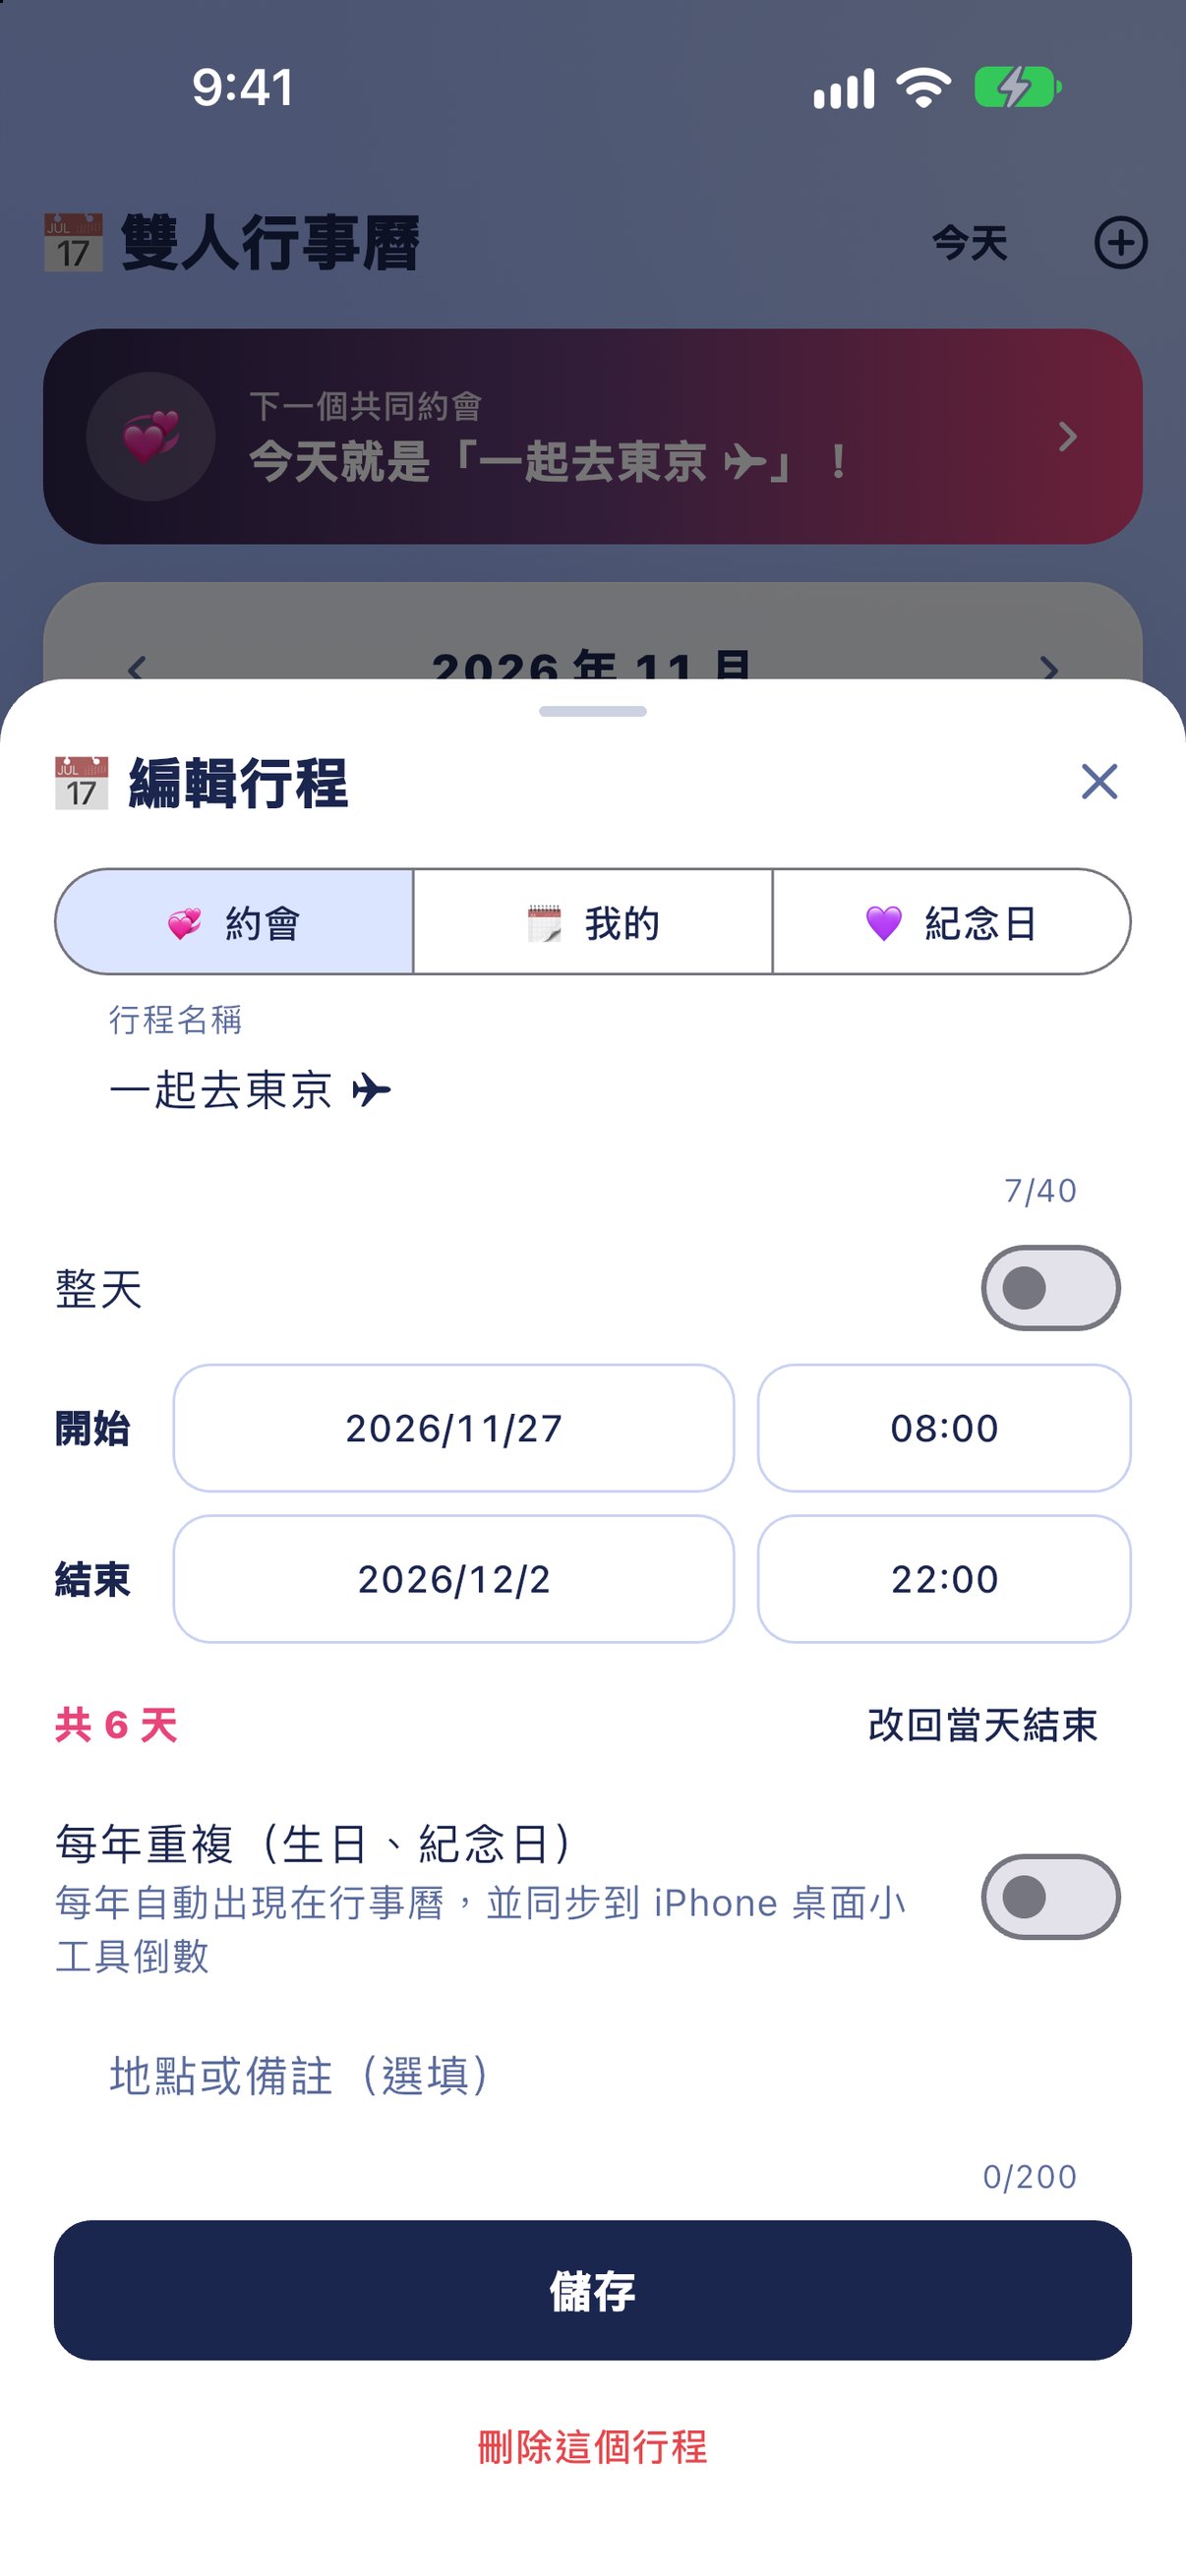 9:41
JUL
17
雙人行事曆
今天
下一個共同約會
今天就是「一起去東京 ✈」！
2026 年 11 月
JUL
17
編輯行程
約會
我的
紀念日
行程名稱
一起去東京 ✈
7/40
整天
開始
2026/11/27
08:00
結束
2026/12/2
22:00
共 6 天
改回當天結束
每年重複（生日、紀念日）
每年自動出現在行事曆，並同步到 iPhone 桌面小
工具倒數
地點或備註（選填）
0/200
儲存
刪除這個行程